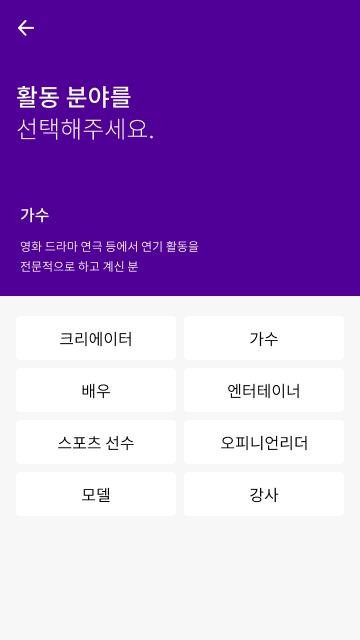 활동 분야를
선택해주세요.
가수
영화 드라마 연극 등에서 연기 활동을
전문적으로 하고 계신 분
크리에이터 가수
배우 엔터테이너
스포츠 선수 오피니언리더
모델 강사